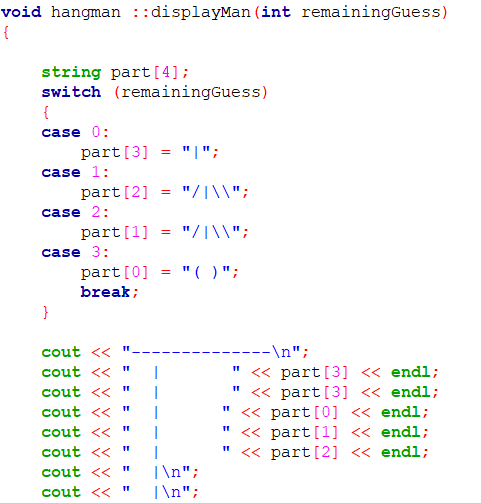 void hangman ::displayMan(int remainingGuess)
{
    string part[4];
    switch (remainingGuess)
    {
    case 0:
        part[3] = "|";
    case 1:
        part[2] = "/|\\";
    case 2:
        part[1] = "/|\\";
    case 3:
        part[0] = "( )";
        break;
    }
    cout << "--------------\n";
    cout << "  |       " << part[3] << endl;
    cout << "  |       " << part[3] << endl;
    cout << "  |      " << part[0] << endl;
    cout << "  |      " << part[1] << endl;
    cout << "  |      " << part[2] << endl;
    cout << "  |\n";
    cout << "  |\n";